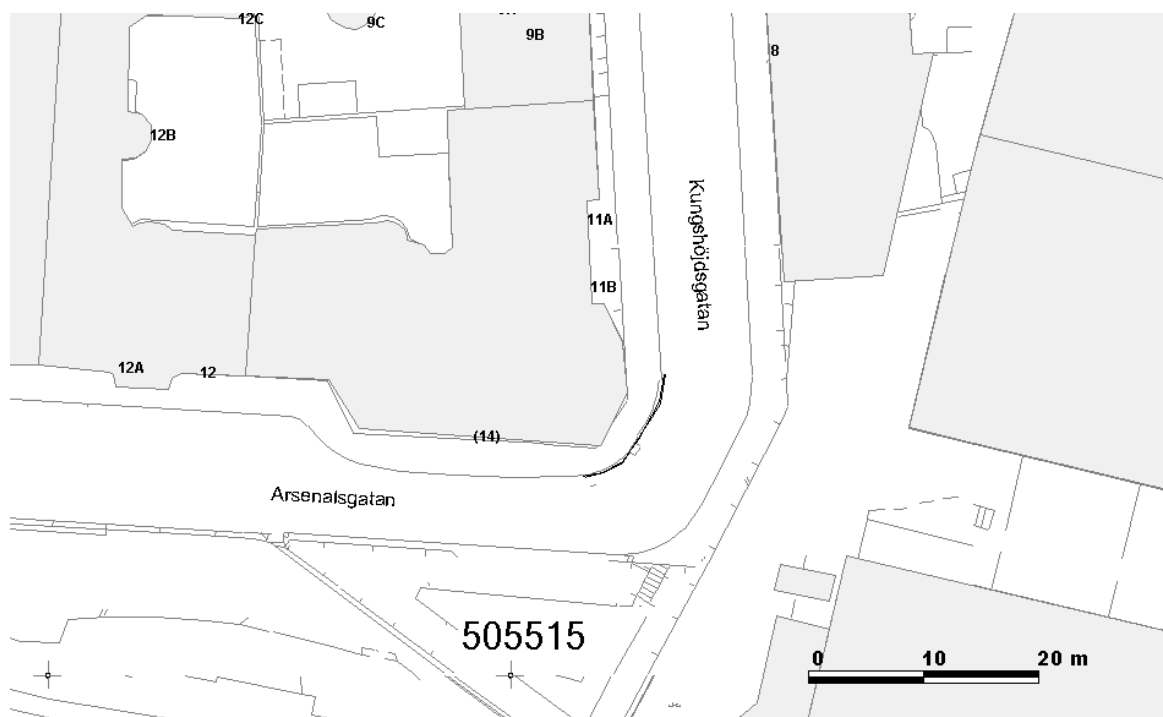 12C
9C
9B
8
12B
Kungshöjdsgatan
11A
11B
12A
12
(14)
Arsenalsgatan
505515
0 10 20 m